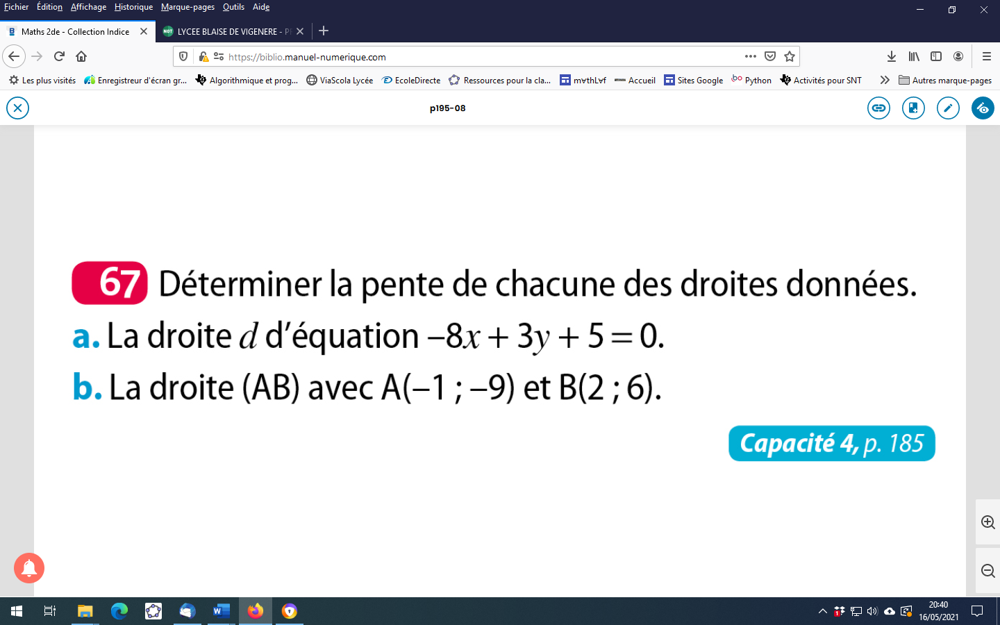 Fichier Édition Affichage Historique Marque-pages Outils Aide
Maths 2de - Collection Indice
NOT LYCEE BLAISE DE VIGENERE - PF
https://biblio.manuel-numerique.com
Les plus visités Enregistreur d'écran gr... Algorithmique et prog... ViaScola Lycée EcoleDirecte Ressources pour la cla... m∀thL∀f Accueil Sites Google Python Activités pour SNT Autres marque-pages
p195-08
67 Déterminer la pente de chacune des droites données.
a. La droite d d'équation –8x + 3y + 5 = 0.
b. La droite (AB) avec A(–1 ; –9) et B(2 ; 6).
Capacité 4, p. 185
20:40
16/05/2021